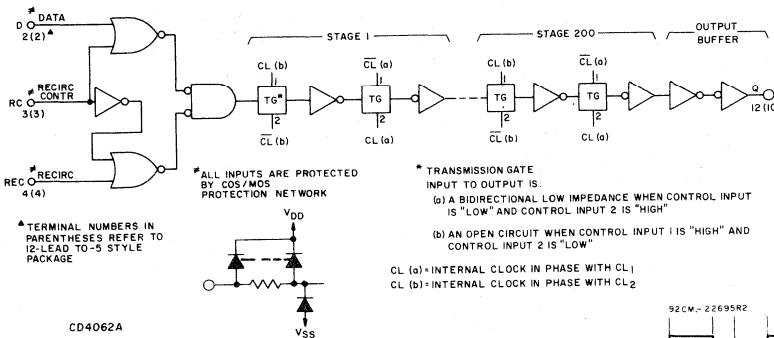 ≠ DATA
D
2(2) ▲
≠ RECIRC
CONTR
RC
3(3)
≠ RECIRC.
REC
4(4)
STAGE 1
CL (b)
1
TG*
2
CL (b)
CL (a)
1
TG
2
CL (a)
STAGE 200
CL (b)
1
TG
2
CL (b)
CL (a)
1
TG
2
CL (a)
OUTPUT
BUFFER
Q
12 (10
≠ ALL INPUTS ARE PROTECTED
BY COS/MOS
PROTECTION NETWORK
▲ TERMINAL NUMBERS IN
PARENTHESES REFER TO
12-LEAD TO-5 STYLE
PACKAGE
VDD
VSS
* TRANSMISSION GATE
INPUT TO OUTPUT IS:
(a) A BIDIRECTIONAL LOW IMPEDANCE WHEN CONTROL INPUT
IS "LOW" AND CONTROL INPUT 2 IS "HIGH"
(b) AN OPEN CIRCUIT WHEN CONTROL INPUT I IS "HIGH" AND
CONTROL INPUT 2 IS "LOW"
CL (a) = INTERNAL CLOCK IN PHASE WITH CL1
CL (b) = INTERNAL CLOCK IN PHASE WITH CL2
CD4062A
92CM-22695R2